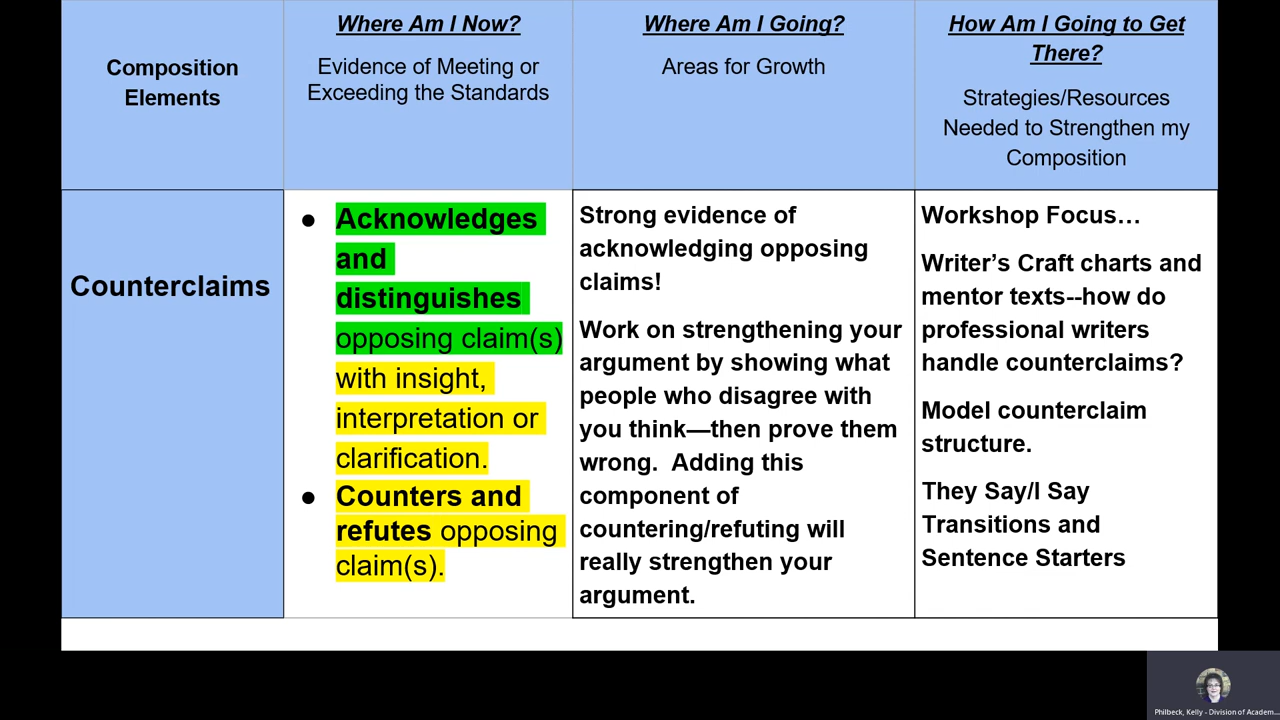 Composition
Elements
Where Am I Now?
Evidence of Meeting or
Exceeding the Standards
Where Am I Going?
Areas for Growth
How Am I Going to Get
There?
Strategies/Resources
Needed to Strengthen my
Composition
Counterclaims
● Acknowledges
and
distinguishes
opposing claim(s)
with insight,
interpretation or
clarification.
● Counters and
refutes opposing
claim(s).
Strong evidence of
acknowledging opposing
claims!
Work on strengthening your
argument by showing what
people who disagree with
you think—then prove them
wrong.  Adding this
component of
countering/refuting will
really strengthen your
argument.
Workshop Focus…
Writer’s Craft charts and
mentor texts--how do
professional writers
handle counterclaims?
Model counterclaim
structure.
They Say/I Say
Transitions and
Sentence Starters
Philbeck, Kelly - Division of Academ...